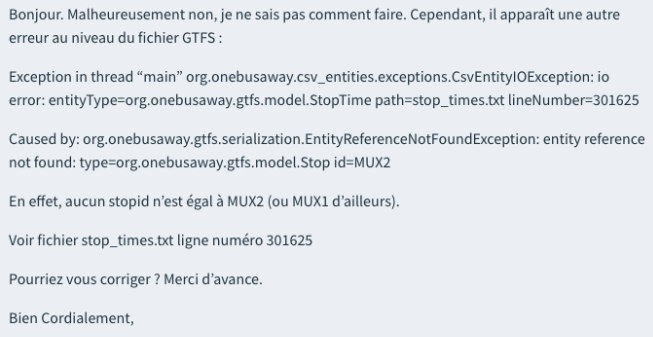 Bonjour. Malheureusement non, je ne sais pas comment faire. Cependant, il apparaît une autre
erreur au niveau du fichier GTFS :
Exception in thread “main” org.onebusaway.csv_entities.exceptions.CsvEntityIOException: io
error: entityType=org.onebusaway.gtfs.model.StopTime path=stop_times.txt lineNumber=301625
Caused by: org.onebusaway.gtfs.serialization.EntityReferenceNotFoundException: entity reference
not found: type=org.onebusaway.gtfs.model.Stop id=MUX2
En effet, aucun stopid n’est égal à MUX2 (ou MUX1 d’ailleurs).
Voir fichier stop_times.txt ligne numéro 301625
Pourriez vous corriger ? Merci d’avance.
Bien Cordialement,